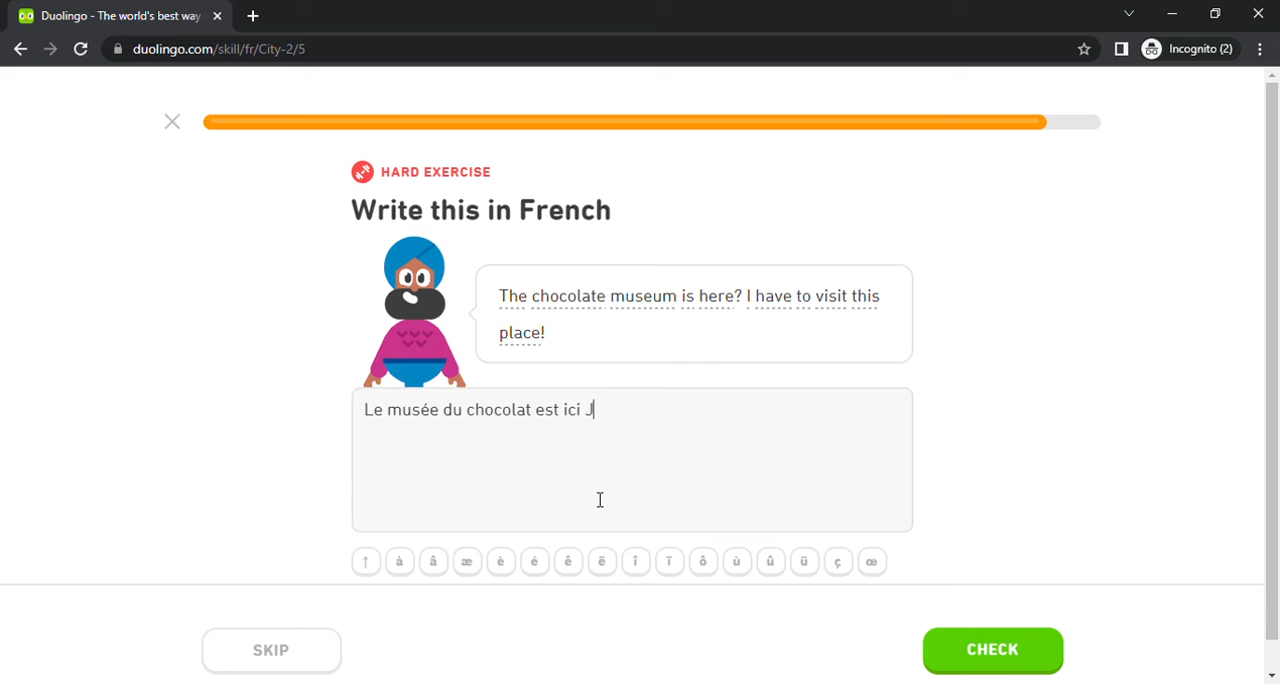 Duolingo - The world's best way
duolingo.com/skill/fr/City-2/5
Incognito (2)
HARD EXERCISE
Write this in French
The chocolate museum is here? I have to visit this
place!
Le musée du chocolat est ici J
↑ à â æ è é ê ë î ï ô ù û ü ç œ
SKIP
CHECK